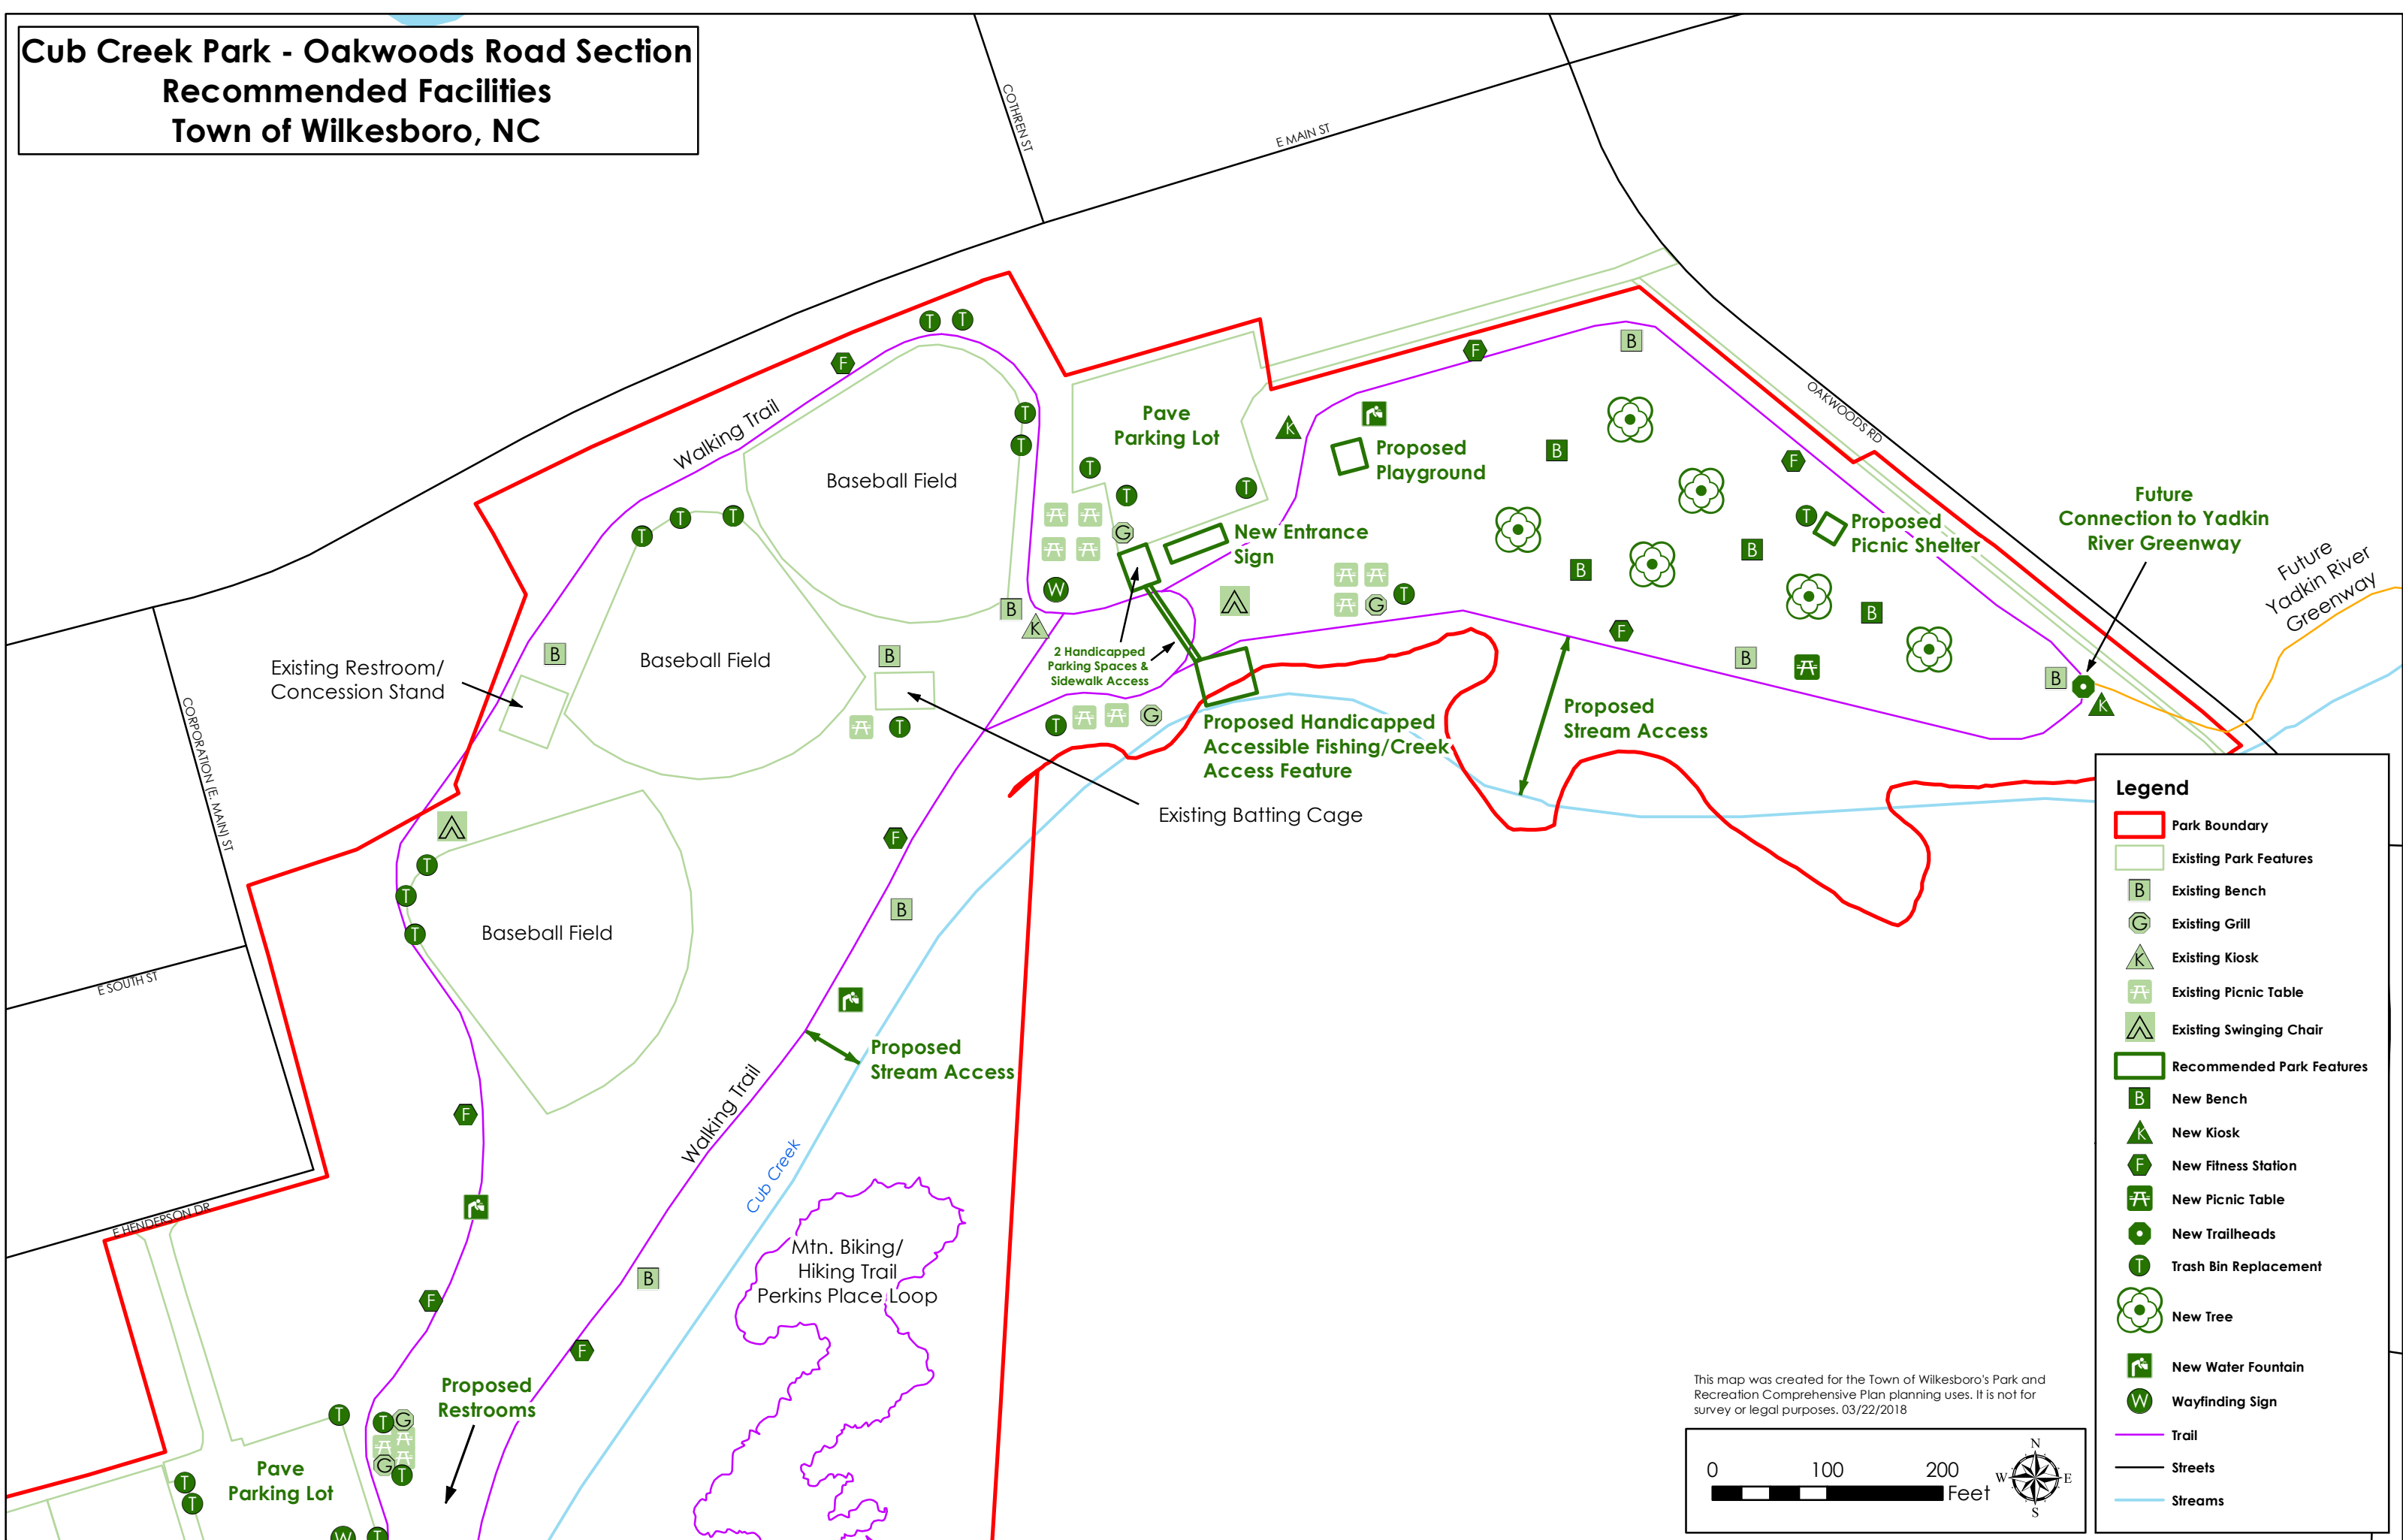 Cub Creek Park - Oakwoods Road Section
Recommended Facilities
Town of Wilkesboro, NC
COTHREN ST
E MAIN ST
OAKWOODS RD
CORPORATION (E. MAIN) ST
E SOUTH ST
E HENDERSON DR
Walking Trail
Baseball Field
Baseball Field
Baseball Field
Pave
Parking Lot
Proposed
Playground
New Entrance
Sign
Proposed
Picnic Shelter
Future
Connection to Yadkin
River Greenway
Future
Yadkin River
Greenway
Existing Restroom/
Concession Stand
2 Handicapped
Parking Spaces &
Sidewalk Access
Proposed Handicapped
Accessible Fishing/Creek
Access Feature
Proposed
Stream Access
Existing Batting Cage
Proposed
Stream Access
Walking Trail
Cub Creek
Mtn. Biking/
Hiking Trail
Perkins Place Loop
Proposed
Restrooms
Pave
Parking Lot
Legend
Park Boundary
Existing Park Features
B Existing Bench
G Existing Grill
K Existing Kiosk
Existing Picnic Table
Existing Swinging Chair
Recommended Park Features
B New Bench
K New Kiosk
F New Fitness Station
New Picnic Table
New Trailheads
T Trash Bin Replacement
New Tree
New Water Fountain
W Wayfinding Sign
Trail
Streets
Streams
This map was created for the Town of Wilkesboro's Park and
Recreation Comprehensive Plan planning uses. It is not for
survey or legal purposes. 03/22/2018
0 100 200
Feet
N
W E
S